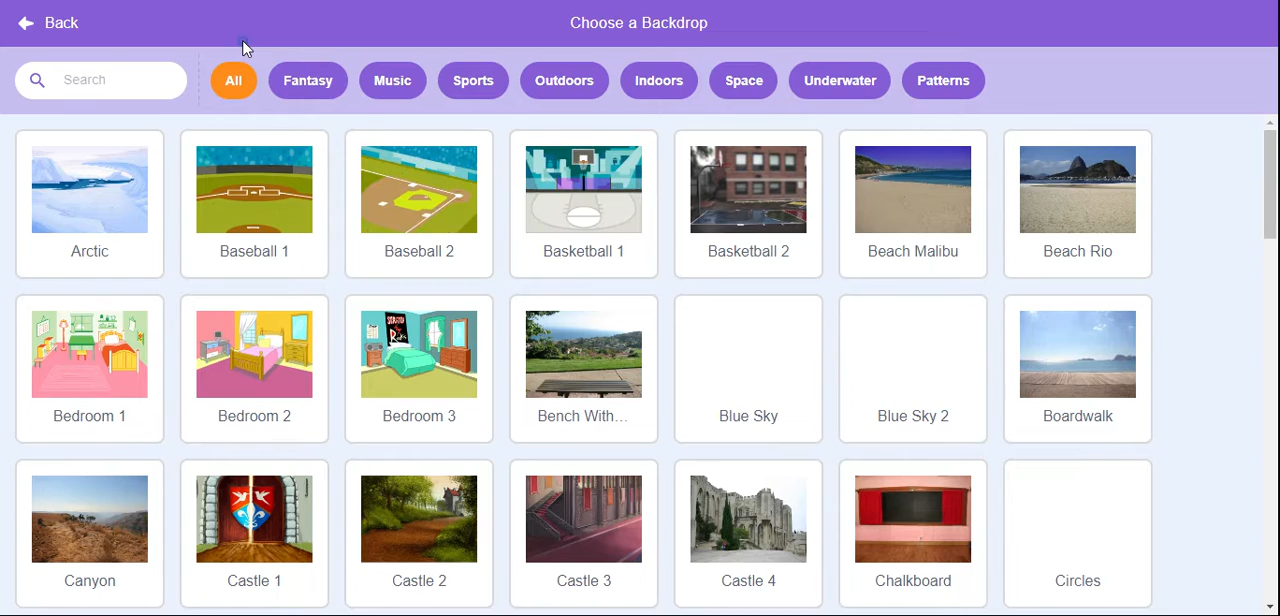 Back
Choose a Backdrop
Search
All
Fantasy
Music
Sports
Outdoors
Indoors
Space
Underwater
Patterns
Arctic
Baseball 1
Baseball 2
Basketball 1
Basketball 2
Beach Malibu
Beach Rio
Bedroom 1
Bedroom 2
Bedroom 3
Bench With...
Blue Sky
Blue Sky 2
Boardwalk
Canyon
Castle 1
Castle 2
Castle 3
Castle 4
Chalkboard
Circles